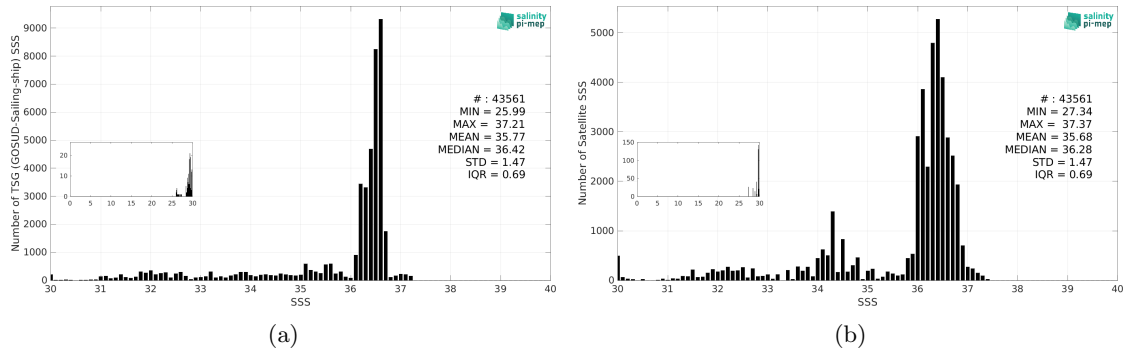 9000
8000
7000
6000
5000
4000
3000
2000
1000
0
Number of TSG (GOSUD-Sailing-ship) SSS
salinity
pi-mep
# : 43561
MIN = 25.99
MAX = 37.21
MEAN = 35.77
MEDIAN = 36.42
STD = 1.47
IQR = 0.69
20
10
0
0 5 10 15 20 25 30
30 31 32 33 34 35 36 37 38 39 40
SSS
(a)
5000
4000
3000
2000
1000
0
Number of Satellite SSS
salinity
pi-mep
# : 43561
MIN = 27.34
MAX = 37.37
MEAN = 35.68
MEDIAN = 36.28
STD = 1.47
IQR = 0.69
150
100
50
0
0 5 10 15 20 25 30
30 31 32 33 34 35 36 37 38 39 40
SSS
(b)